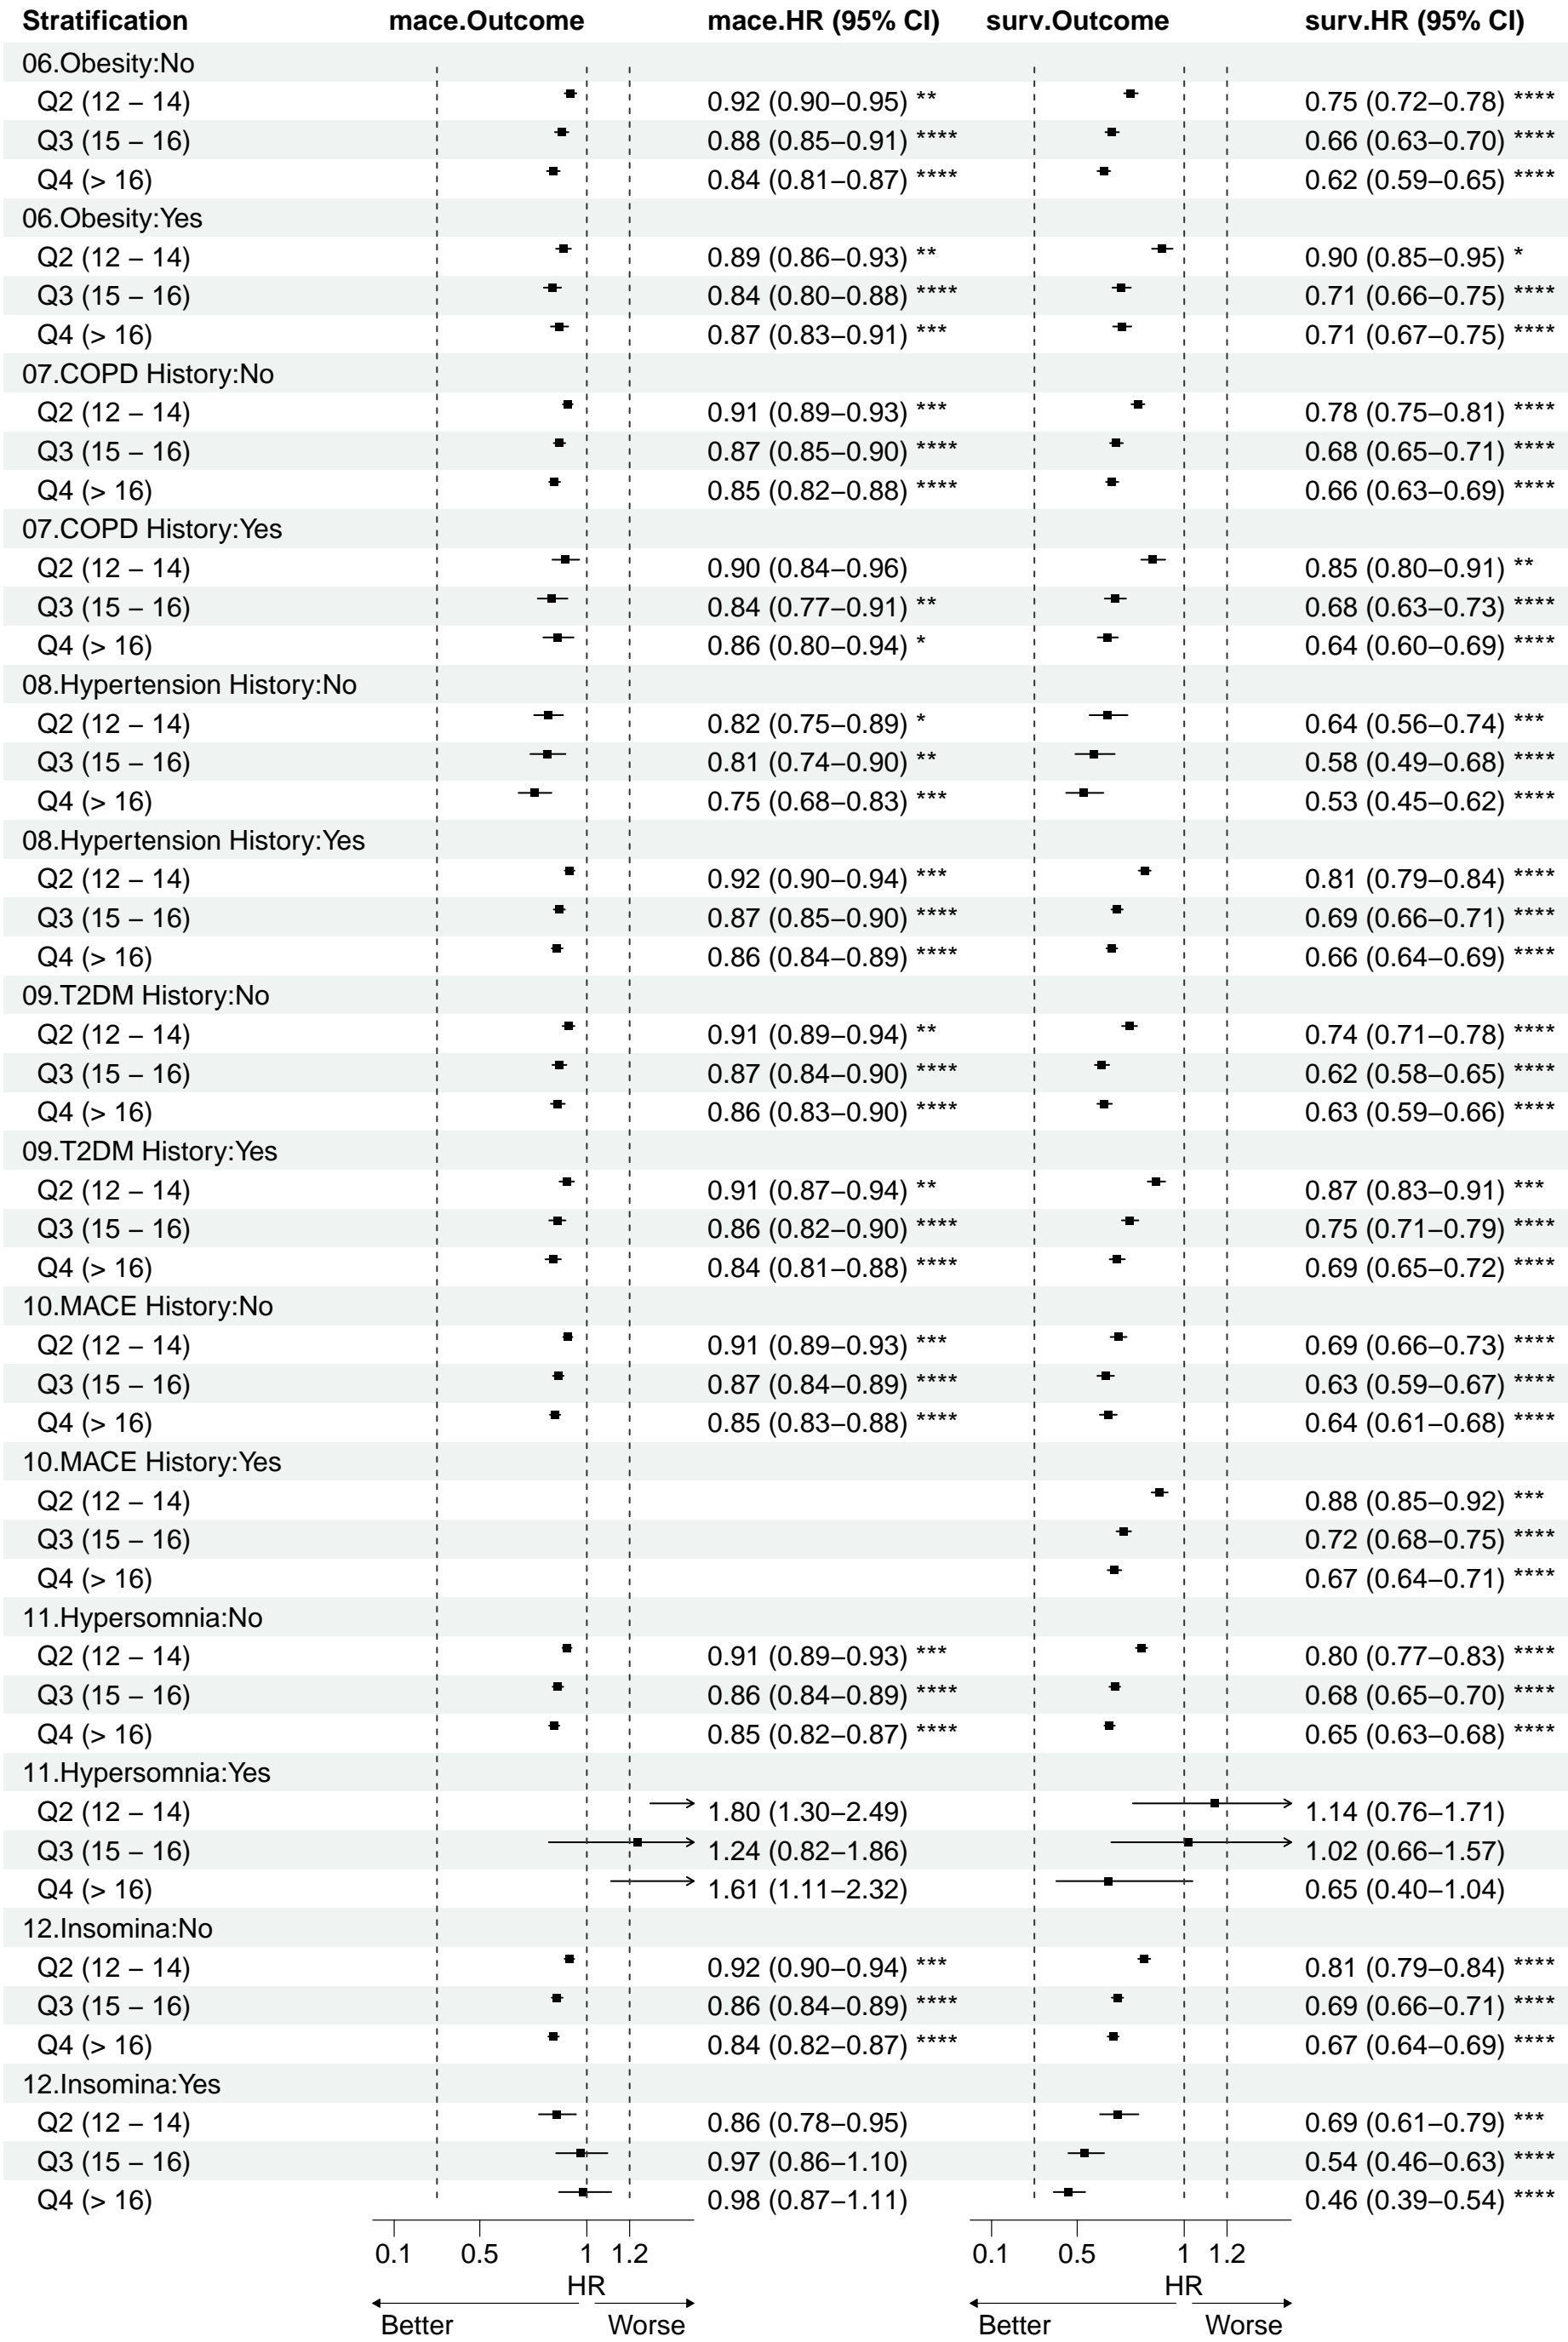 Stratification mace.Outcome mace.HR (95% CI) surv.Outcome surv.HR (95% CI)
06.Obesity:No
Q2 (12 − 14) 0.92 (0.90−0.95) ** 0.75 (0.72−0.78) ****
Q3 (15 − 16) 0.88 (0.85−0.91) **** 0.66 (0.63−0.70) ****
Q4 (> 16) 0.84 (0.81−0.87) **** 0.62 (0.59−0.65) ****
06.Obesity:Yes
Q2 (12 − 14) 0.89 (0.86−0.93) ** 0.90 (0.85−0.95) *
Q3 (15 − 16) 0.84 (0.80−0.88) **** 0.71 (0.66−0.75) ****
Q4 (> 16) 0.87 (0.83−0.91) *** 0.71 (0.67−0.75) ****
07.COPD History:No
Q2 (12 − 14) 0.91 (0.89−0.93) *** 0.78 (0.75−0.81) ****
Q3 (15 − 16) 0.87 (0.85−0.90) **** 0.68 (0.65−0.71) ****
Q4 (> 16) 0.85 (0.82−0.88) **** 0.66 (0.63−0.69) ****
07.COPD History:Yes
Q2 (12 − 14) 0.90 (0.84−0.96) 0.85 (0.80−0.91) **
Q3 (15 − 16) 0.84 (0.77−0.91) ** 0.68 (0.63−0.73) ****
Q4 (> 16) 0.86 (0.80−0.94) * 0.64 (0.60−0.69) ****
08.Hypertension History:No
Q2 (12 − 14) 0.82 (0.75−0.89) * 0.64 (0.56−0.74) ***
Q3 (15 − 16) 0.81 (0.74−0.90) ** 0.58 (0.49−0.68) ****
Q4 (> 16) 0.75 (0.68−0.83) *** 0.53 (0.45−0.62) ****
08.Hypertension History:Yes
Q2 (12 − 14) 0.92 (0.90−0.94) *** 0.81 (0.79−0.84) ****
Q3 (15 − 16) 0.87 (0.85−0.90) **** 0.69 (0.66−0.71) ****
Q4 (> 16) 0.86 (0.84−0.89) **** 0.66 (0.64−0.69) ****
09.T2DM History:No
Q2 (12 − 14) 0.91 (0.89−0.94) ** 0.74 (0.71−0.78) ****
Q3 (15 − 16) 0.87 (0.84−0.90) **** 0.62 (0.58−0.65) ****
Q4 (> 16) 0.86 (0.83−0.90) **** 0.63 (0.59−0.66) ****
09.T2DM History:Yes
Q2 (12 − 14) 0.91 (0.87−0.94) ** 0.87 (0.83−0.91) ***
Q3 (15 − 16) 0.86 (0.82−0.90) **** 0.75 (0.71−0.79) ****
Q4 (> 16) 0.84 (0.81−0.88) **** 0.69 (0.65−0.72) ****
10.MACE History:No
Q2 (12 − 14) 0.91 (0.89−0.93) *** 0.69 (0.66−0.73) ****
Q3 (15 − 16) 0.87 (0.84−0.89) **** 0.63 (0.59−0.67) ****
Q4 (> 16) 0.85 (0.83−0.88) **** 0.64 (0.61−0.68) ****
10.MACE History:Yes
Q2 (12 − 14) 0.88 (0.85−0.92) ***
Q3 (15 − 16) 0.72 (0.68−0.75) ****
Q4 (> 16) 0.67 (0.64−0.71) ****
11.Hypersomnia:No
Q2 (12 − 14) 0.91 (0.89−0.93) *** 0.80 (0.77−0.83) ****
Q3 (15 − 16) 0.86 (0.84−0.89) **** 0.68 (0.65−0.70) ****
Q4 (> 16) 0.85 (0.82−0.87) **** 0.65 (0.63−0.68) ****
11.Hypersomnia:Yes
Q2 (12 − 14) 1.80 (1.30−2.49) 1.14 (0.76−1.71)
Q3 (15 − 16) 1.24 (0.82−1.86) 1.02 (0.66−1.57)
Q4 (> 16) 1.61 (1.11−2.32) 0.65 (0.40−1.04)
12.Insomina:No
Q2 (12 − 14) 0.92 (0.90−0.94) *** 0.81 (0.79−0.84) ****
Q3 (15 − 16) 0.86 (0.84−0.89) **** 0.69 (0.66−0.71) ****
Q4 (> 16) 0.84 (0.82−0.87) **** 0.67 (0.64−0.69) ****
12.Insomina:Yes
Q2 (12 − 14) 0.86 (0.78−0.95) 0.69 (0.61−0.79) ***
Q3 (15 − 16) 0.97 (0.86−1.10) 0.54 (0.46−0.63) ****
Q4 (> 16) 0.98 (0.87−1.11) 0.46 (0.39−0.54) ****
0.1 0.5 1 1.2 0.1 0.5 1 1.2
HR HR
Better Worse Better Worse